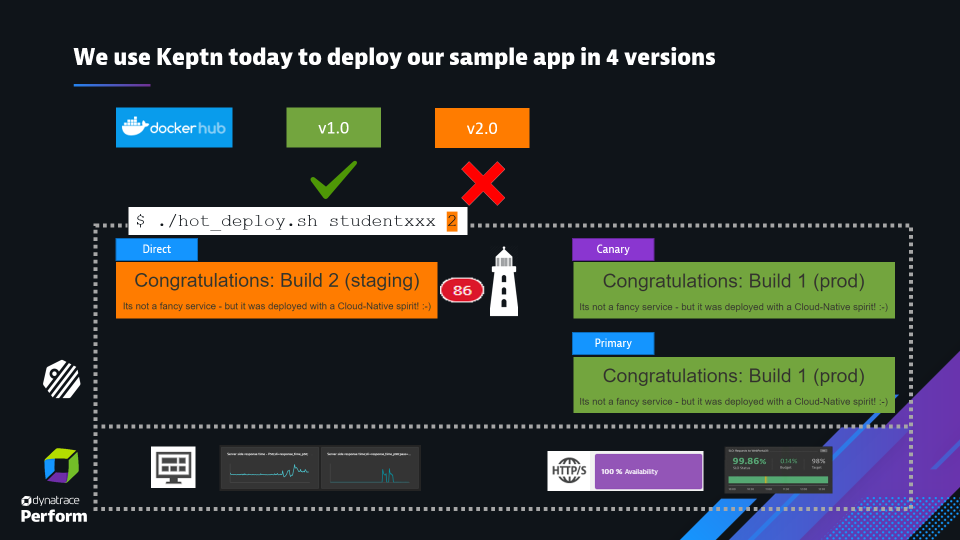 We use Keptn today to deploy our sample app in 4 versions
docker hub
v1.0
v2.0
$ ./hot_deploy.sh studentxxx 2
Direct
Congratulations: Build 2 (staging)
Its not a fancy service - but it was deployed with a Cloud-Native spirit! :-)
86
Canary
Congratulations: Build 1 (prod)
Its not a fancy service - but it was deployed with a Cloud-Native spirit! :-)
Primary
Congratulations: Build 1 (prod)
Its not a fancy service - but it was deployed with a Cloud-Native spirit! :-)
HTTP/S
100 % Availability
99.86%
0.14%
98%
dynatrace
Perform